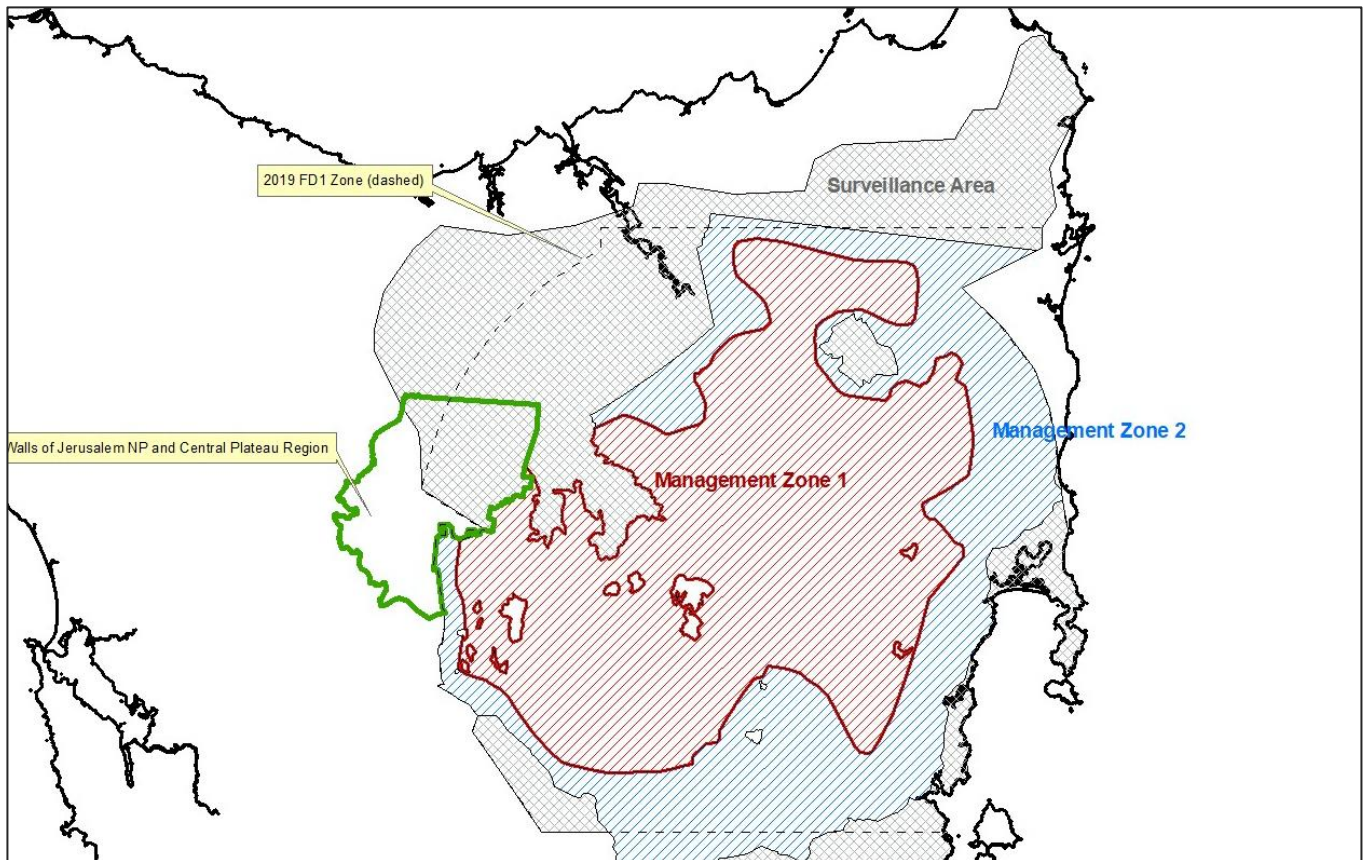 2019 FD1 Zone (dashed)
Surveillance Area
Management Zone 2
Walls of Jerusalem NP and Central Plateau Region
Management Zone 1